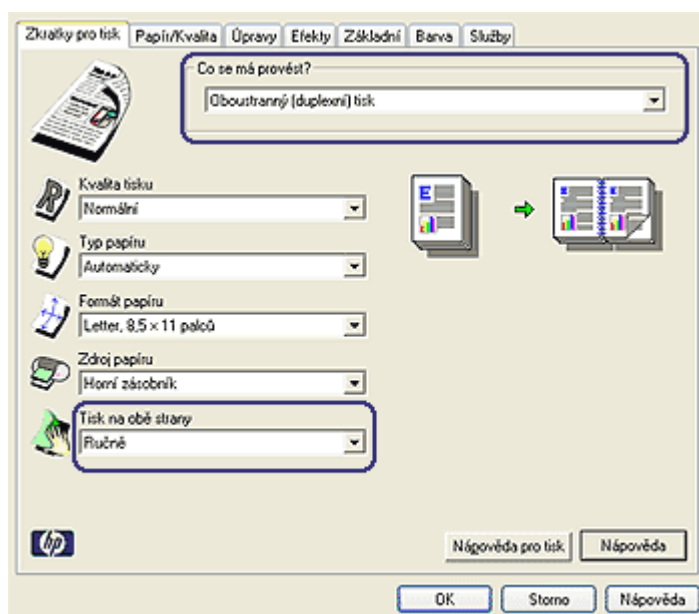 Zkratky pro tisk Papír/Kvalita Úpravy Efekty Základní Barva Služby
Co se má provést?
Oboustranný (duplexní) tisk
Kvalita tisku
Normální
Typ papíru
Automaticky
Formát papíru
Letter, 8,5 × 11 palců
Zdroj papíru
Horní zásobník
Tisk na obě strany
Ručně
hp
Nápověda pro tisk Nápověda
OK Storno Nápověda